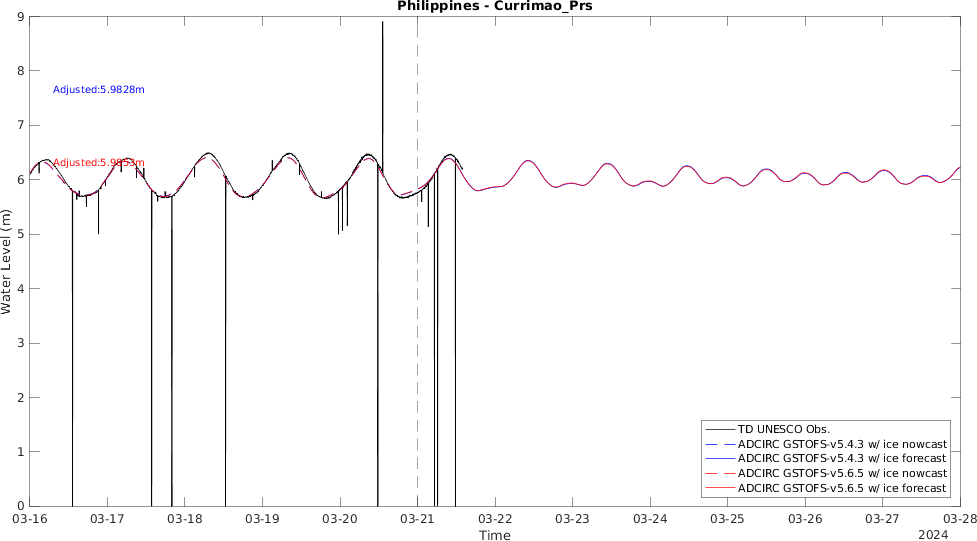 Philippines - Currimao_Prs
9
8
7
6
5
4
3
2
1
0
Water Level (m)
Adjusted:5.9828m
TD UNESCO Obs.
ADCIRC GSTOFS-v5.4.3 w/ ice nowcast
ADCIRC GSTOFS-v5.4.3 w/ ice forecast
ADCIRC GSTOFS-v5.6.5 w/ ice nowcast
ADCIRC GSTOFS-v5.6.5 w/ ice forecast
03-16 03-17 03-18 03-19 03-20 03-21 03-22 03-23 03-24 03-25 03-26 03-27 03-28
Time
2024